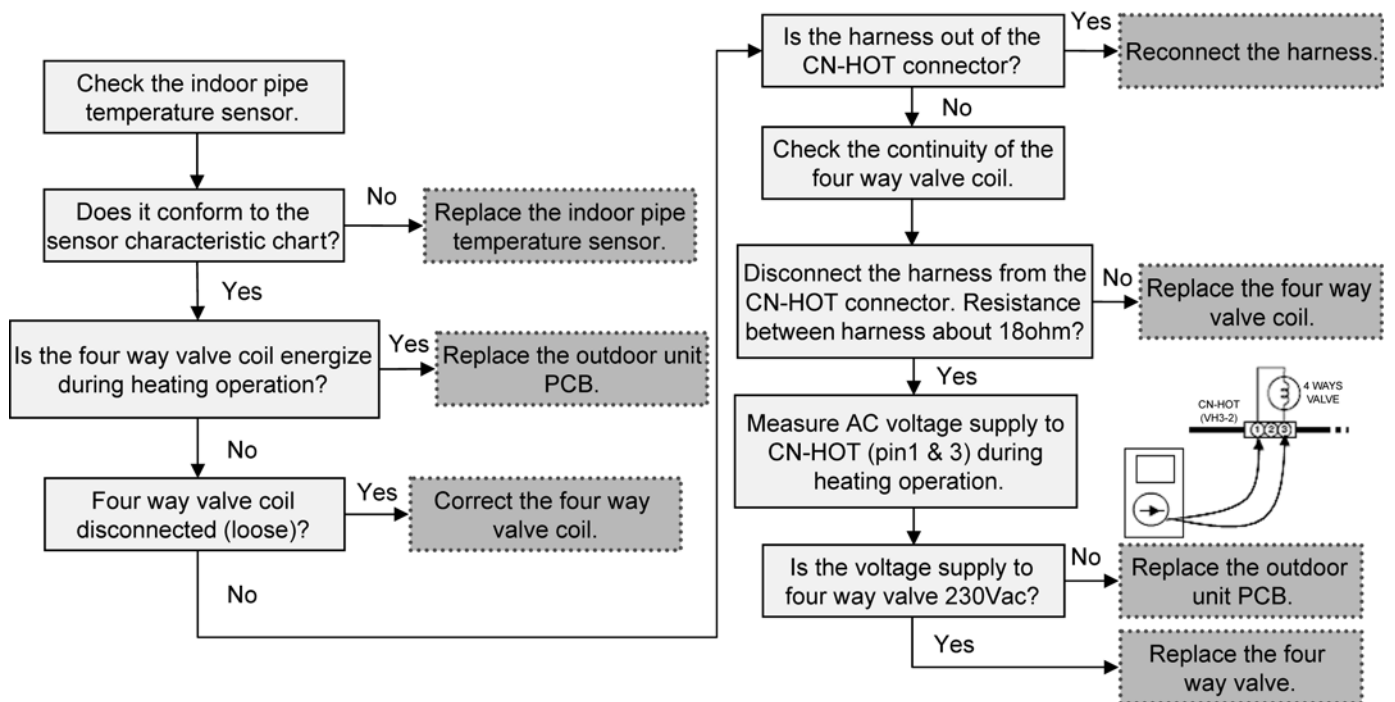 Check the indoor pipe
temperature sensor.
Does it conform to the
sensor characteristic chart?
No
Replace the indoor pipe
temperature sensor.
Yes
Is the four way valve coil energize
during heating operation?
Yes
Replace the outdoor unit
PCB.
No
Four way valve coil
disconnected (loose)?
Yes
Correct the four way
valve coil.
No
Is the harness out of the
CN-HOT connector?
Yes
Reconnect the harness.
No
Check the continuity of the
four way valve coil.
Disconnect the harness from the
CN-HOT connector. Resistance
between harness about 18ohm?
No
Replace the four way
valve coil.
Yes
Measure AC voltage supply to
CN-HOT (pin1 & 3) during
heating operation.
CN-HOT
(VH3-2)
4 WAYS
VALVE
1 2 3
Is the voltage supply to
four way valve 230Vac?
No
Replace the outdoor
unit PCB.
Yes
Replace the four
way valve.